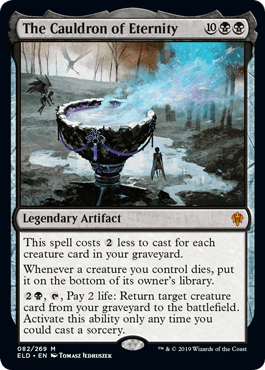 The Cauldron of Eternity 10BB
Legendary Artifact
This spell costs 2 less to cast for each
creature card in your graveyard.
Whenever a creature you control dies, put
it on the bottom of its owner's library.
2B, T, Pay 2 life: Return target creature
card from your graveyard to the battlefield.
Activate this ability only any time you
could cast a sorcery.
082/269 M
ELD • EN Tomasz Jędruszek
™ & © 2019 Wizards of the Coast